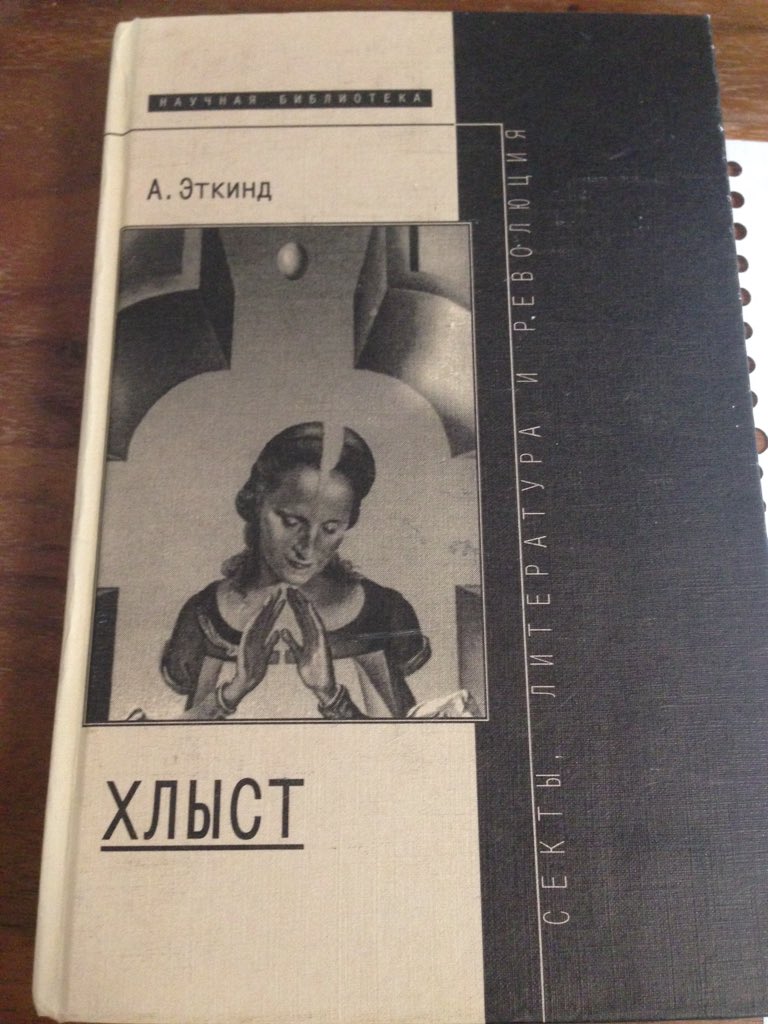 НАУЧНАЯ БИБЛИОТЕКА
А. Эткинд
ХЛЫСТ
СЕКТЫ, ЛИТЕРАТУРА И РЕВОЛЮЦИЯ